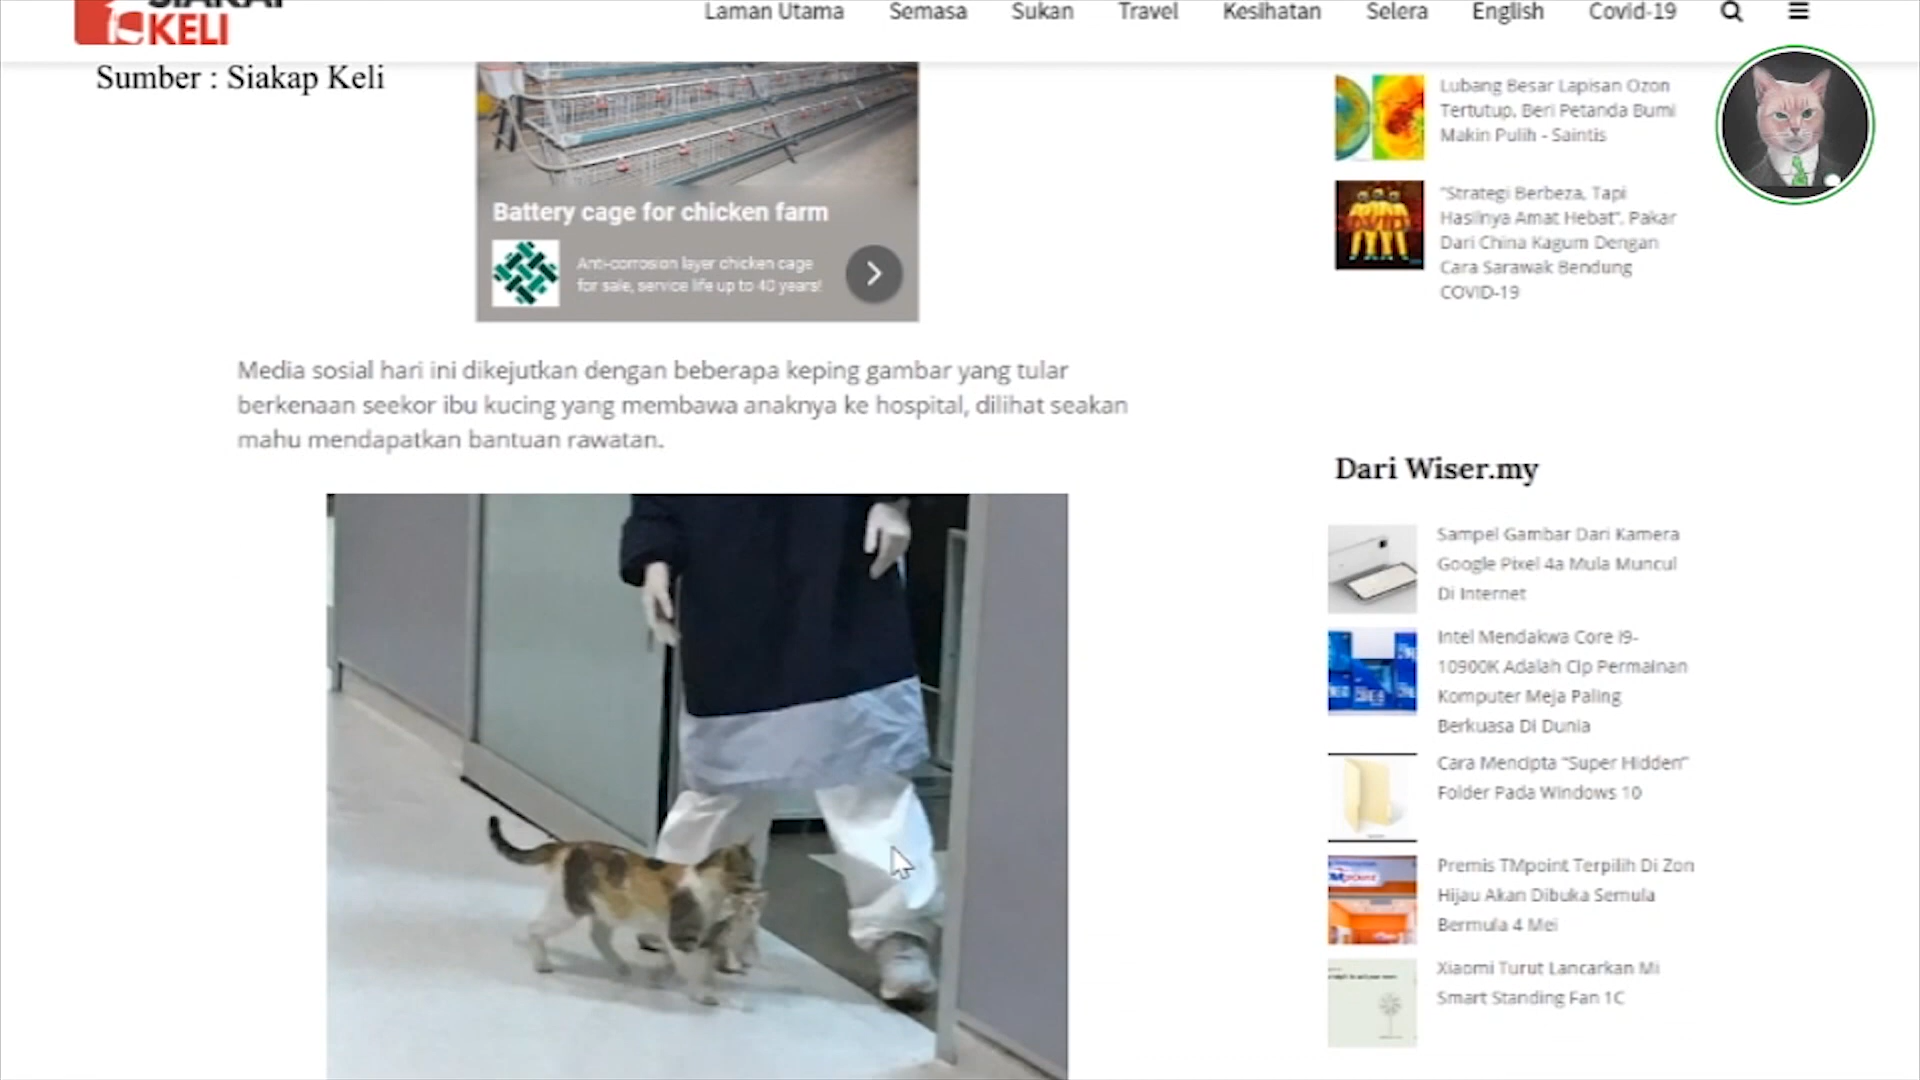 KELI
Laman Utama
Semasa
Sukan
Travel
Kesihatan
Selera
English
Covid-19
Sumber : Siakap Keli
Battery cage for chicken farm
Anti-corrosion layer chicken cage
for sale, service life up to 40 years!
Media sosial hari ini dikejutkan dengan beberapa keping gambar yang tular
berkenaan seekor ibu kucing yang membawa anaknya ke hospital, dilihat seakan
mahu mendapatkan bantuan rawatan.
Lubang Besar Lapisan Ozon
Tertutup, Beri Petanda Bumi
Makin Pulih - Saintis
"Strategi Berbeza, Tapi
Hasilnya Amat Hebat". Pakar
Dari China Kagum Dengan
Cara Sarawak Bendung
COVID-19
Dari Wiser.my
Sampel Gambar Dari Kamera
Google Pixel 4a Mula Muncul
Di Internet
Intel Mendakwa Core i9-
10900K Adalah Cip Permainan
Komputer Meja Paling
Berkuasa Di Dunia
Cara Mencipta "Super Hidden"
Folder Pada Windows 10
Premis TMpoint Terpilih Di Zon
Hijau Akan Dibuka Semula
Bermula 4 Mei
Xiaomi Turut Lancarkan Mi
Smart Standing Fan 1C